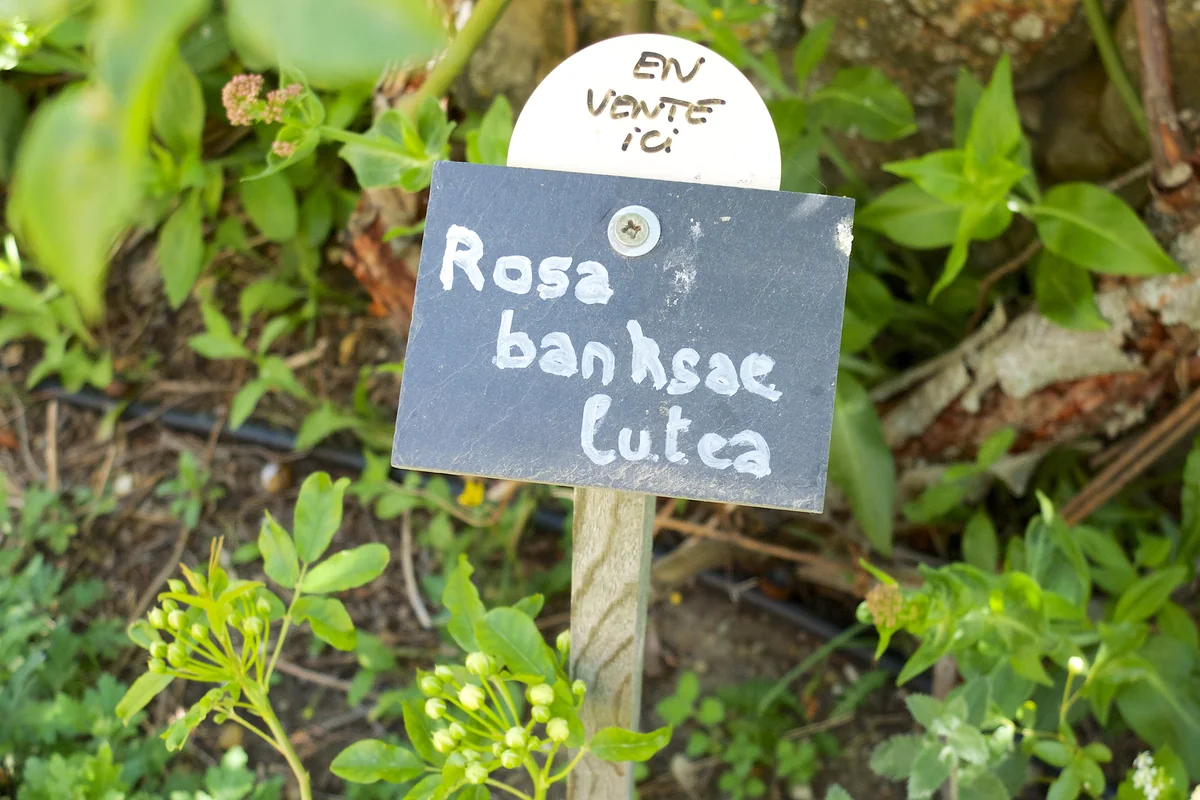 EN
VENTE
iCi
Rosa
banksae
lutea